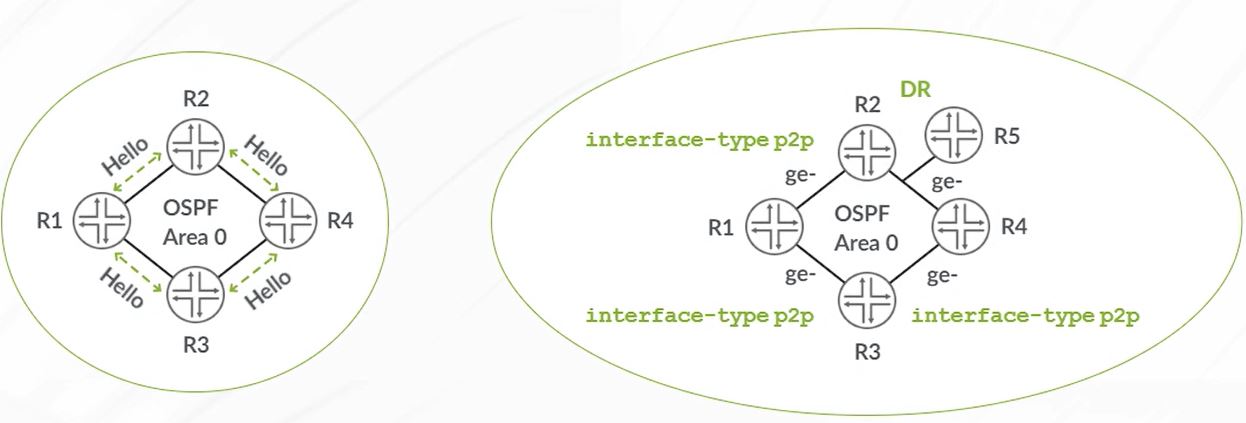 R2
Hello
Hello
R1
OSPF
Area 0
R4
Hello
Hello
R3
DR
R2
R5
interface-type p2p
ge-
ge-
R1
OSPF
Area 0
R4
ge-
ge-
interface-type p2p
interface-type p2p
R3